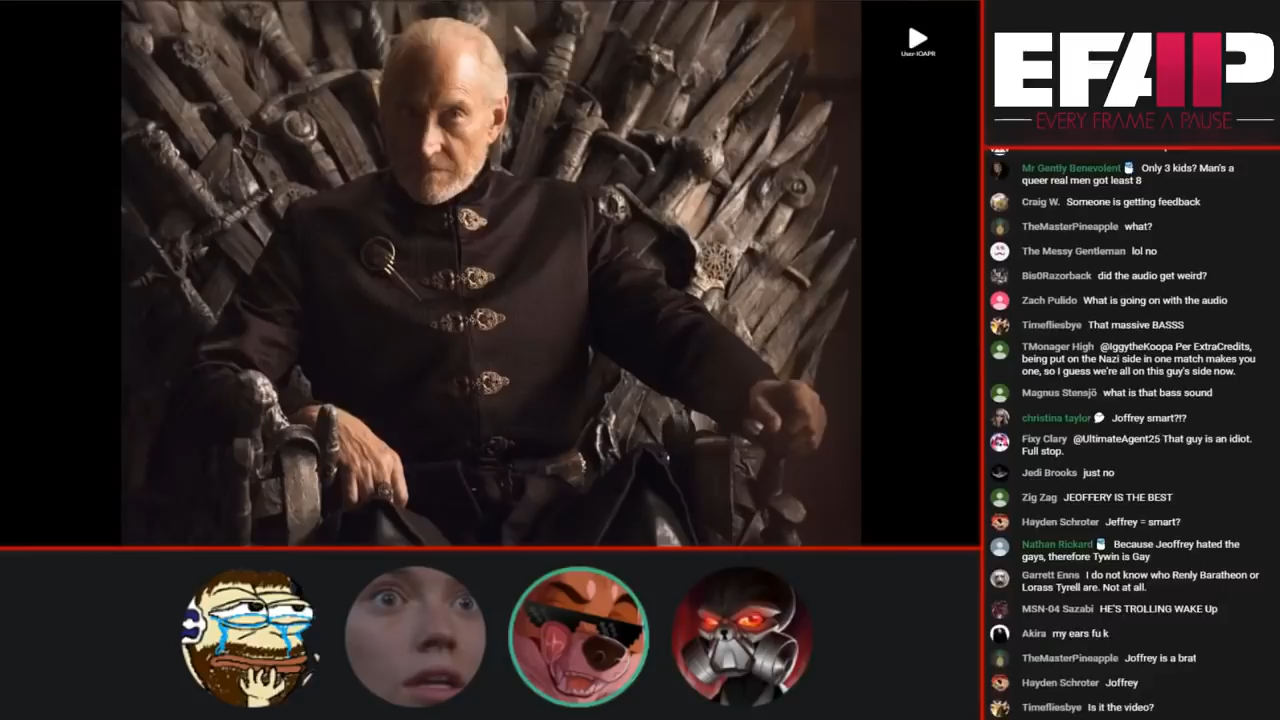 User-IOAPR
EFAP
EVERY FRAME A PAUSE
Mr Gently Benevolent Only 3 kids? Man's a
queer real men got least 8
Craig W. Someone is getting feedback
TheMasterPineapple what?
The Messy Gentleman lol no
Bis0Razorback did the audio get weird?
Zach Pulido What is going on with the audio
Timefliesbye That massive BASSS
TMonager High @IggytheKoopa Per ExtraCredits,
being put on the Nazi side in one match makes you
one, so I guess we're all on this guy's side now.
Magnus Stensjö what is that bass sound
christina taylor Joffrey smart?!?
Fixy Clary @UltimateAgent25 That guy is an idiot.
Full stop.
Jedi Brooks just no
Zig Zag JEOFFERY IS THE BEST
Hayden Schroter Jeffrey = smart?
Nathan Rickard Because Jeoffrey hated the
gays, therefore Tywin is Gay
Garrett Enns I do not know who Renly Baratheon or
Lorass Tyrell are. Not at all.
MSN-04 Sazabi HE'S TROLLING WAKE Up
Akira my ears fu k
TheMasterPineapple Joffrey is a brat
Hayden Schroter Joffrey
Timefliesbye Is it the video?